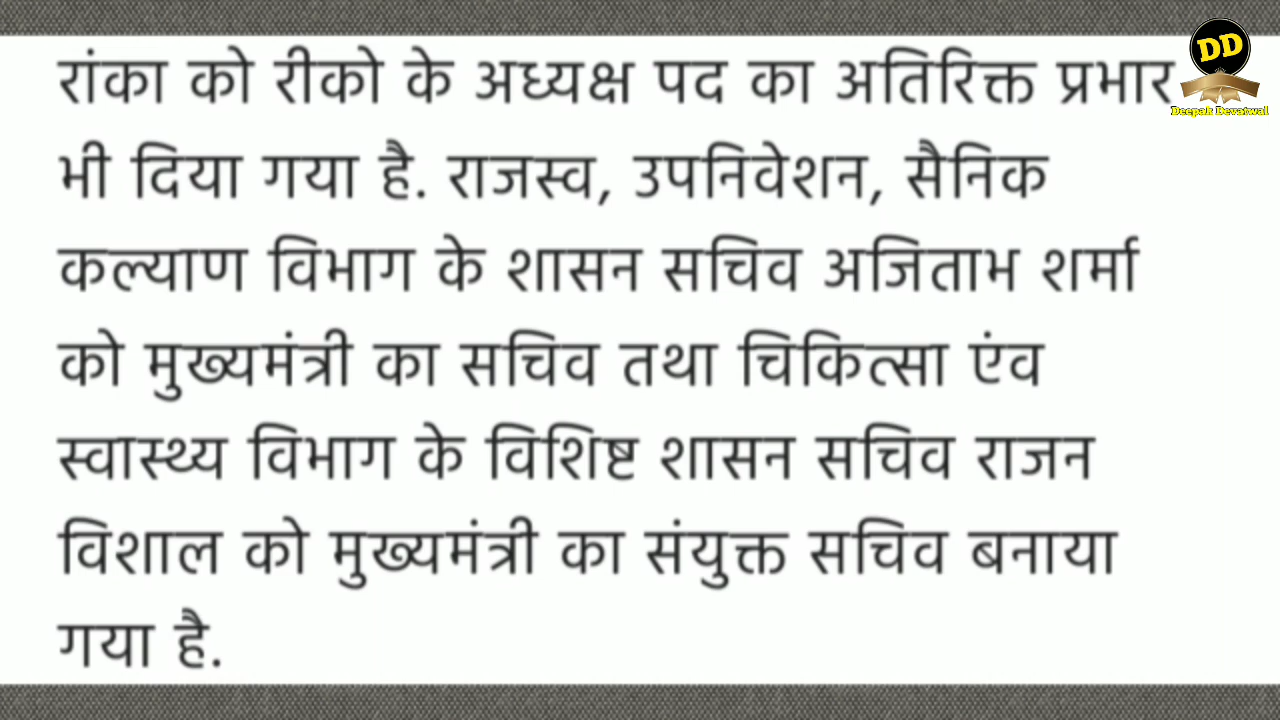 DD
Deepak Devatwal
रांका को रीको के अध्यक्ष पद का अतिरिक्त प्रभार
भी दिया गया है. राजस्व, उपनिवेशन, सैनिक
कल्याण विभाग के शासन सचिव अजिताभ शर्मा
को मुख्यमंत्री का सचिव तथा चिकित्सा एंव
स्वास्थ्य विभाग के विशिष्ट शासन सचिव राजन
विशाल को मुख्यमंत्री का संयुक्त सचिव बनाया
गया है.